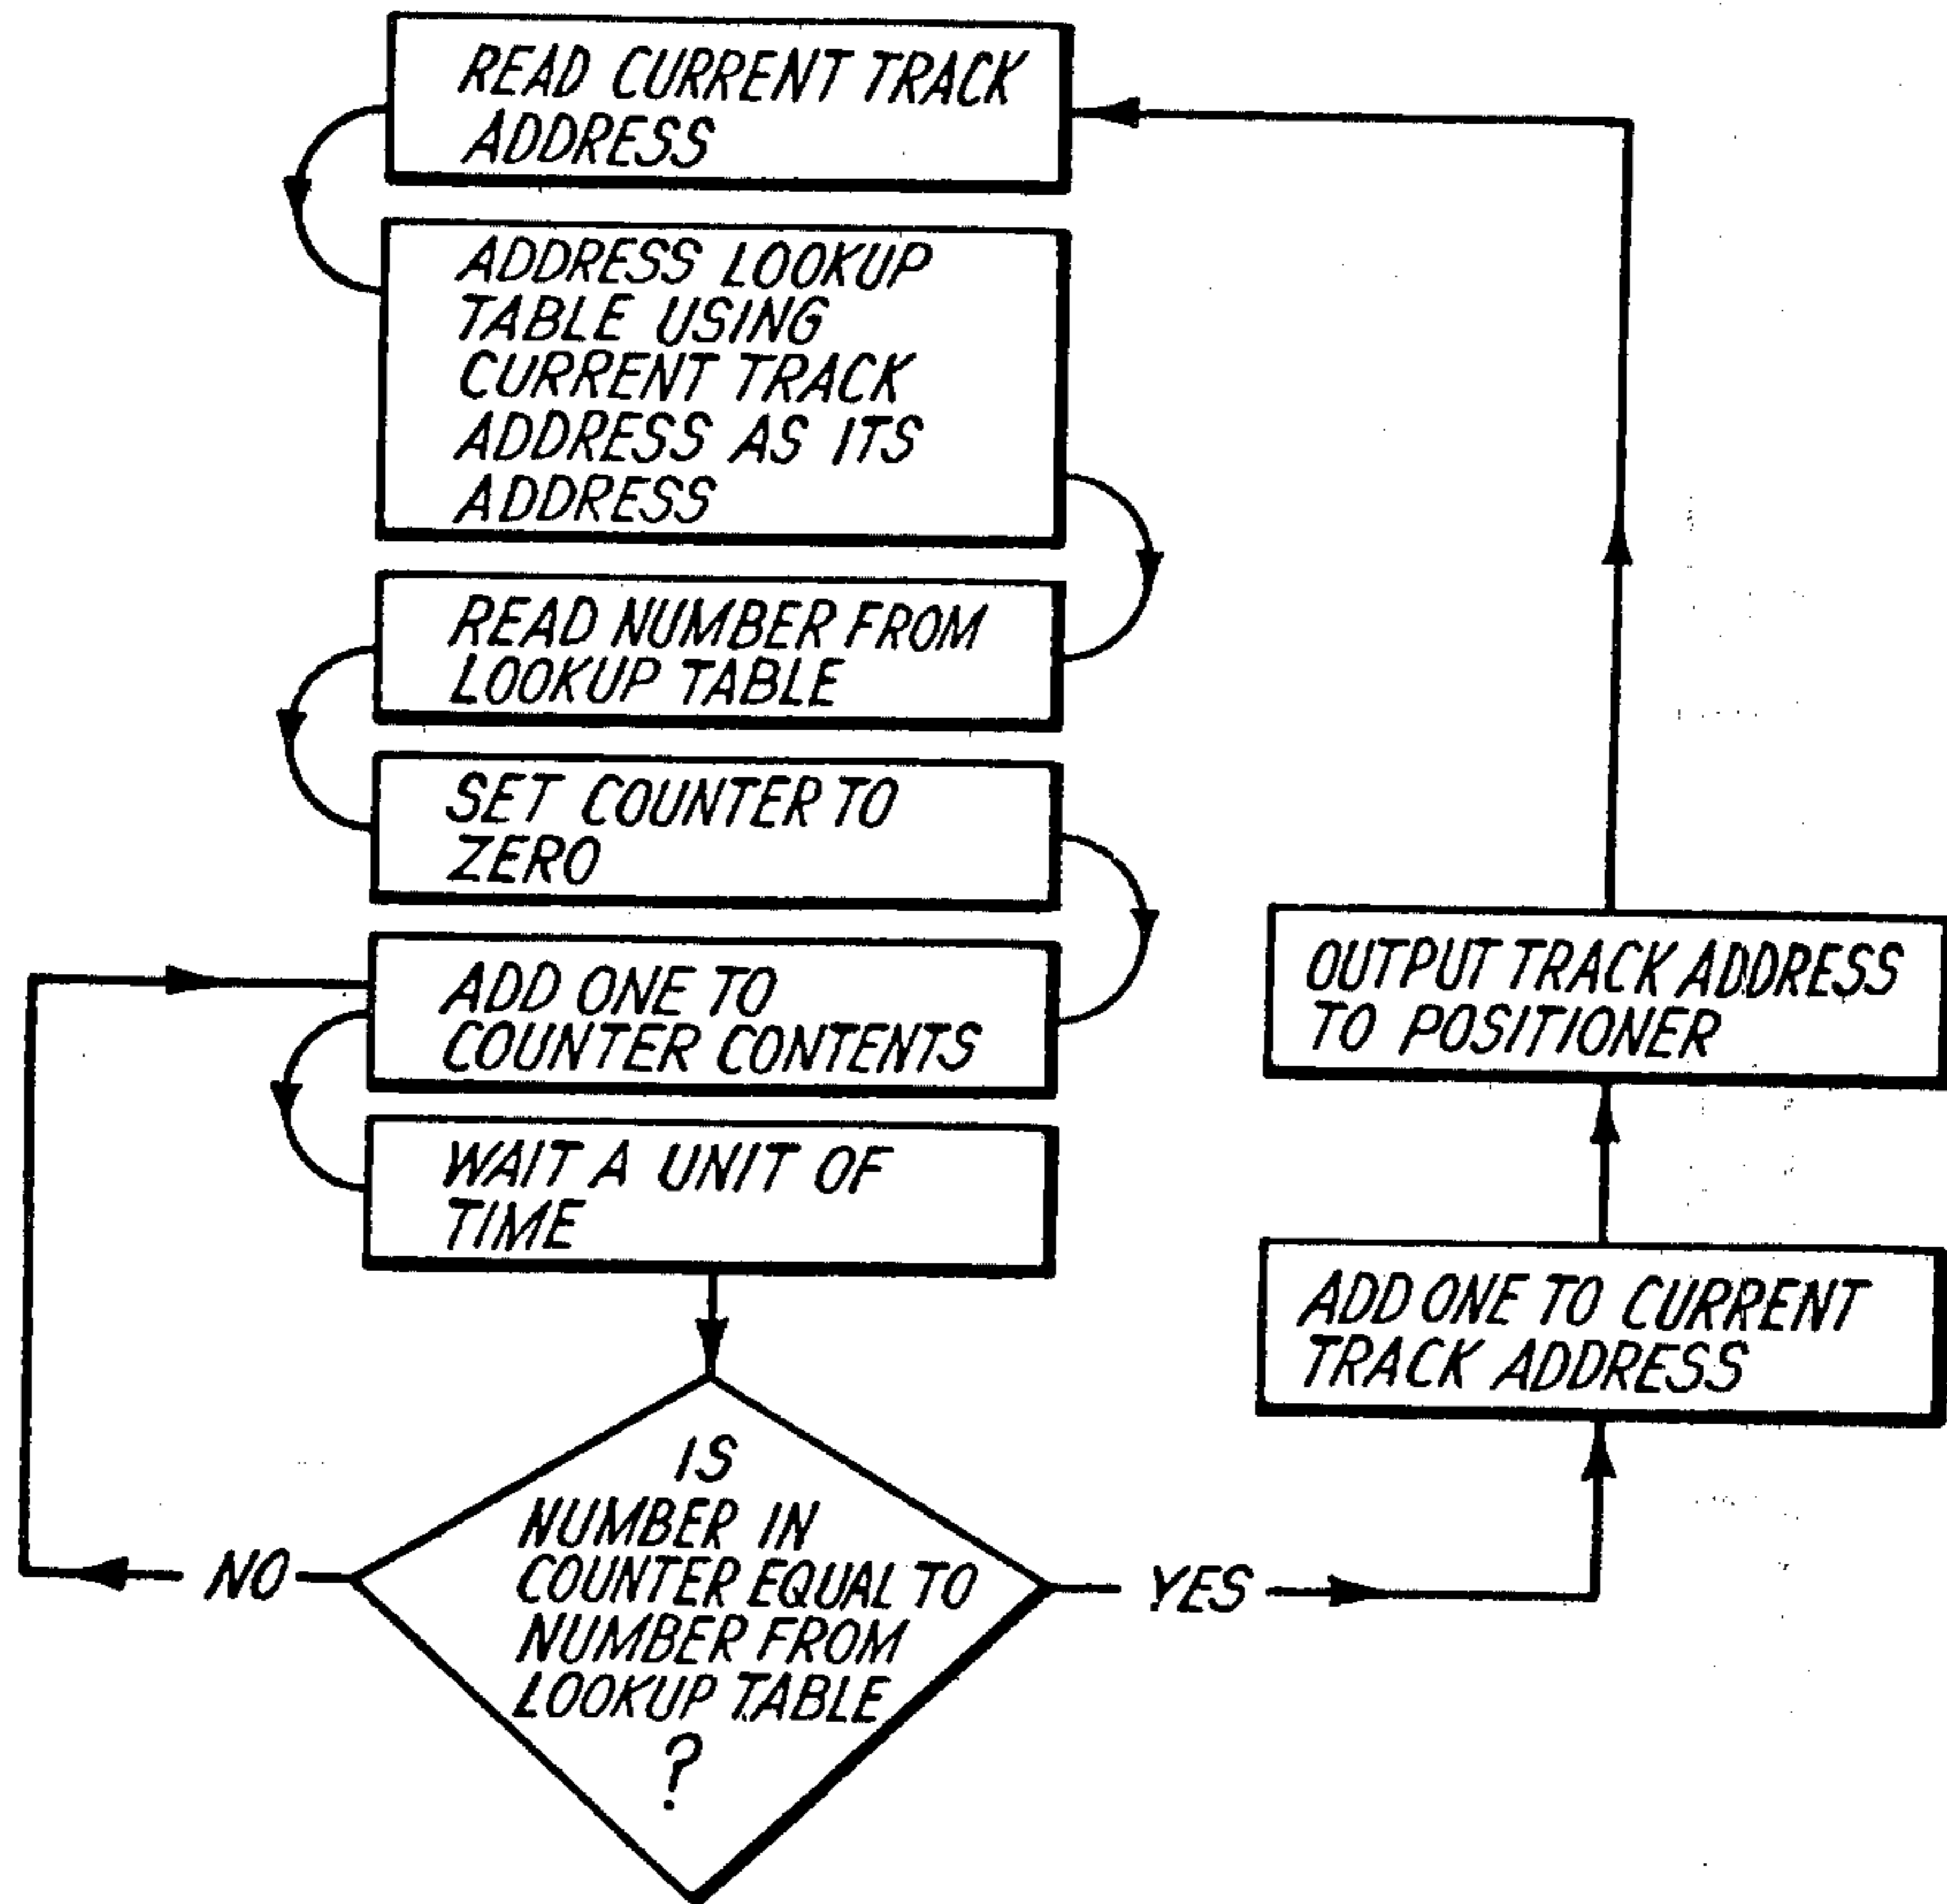 READ CURRENT TRACK
ADDRESS
ADDRESS LOOKUP
TABLE USING
CURRENT TRACK
ADDRESS AS ITS
ADDRESS
READ NUMBER FROM
LOOKUP TABLE
SET COUNTER TO
ZERO
ADD ONE TO
COUNTER CONTENTS
WAIT A UNIT OF
TIME
IS
NUMBER IN
COUNTER EQUAL TO
NUMBER FROM
LOOKUP TABLE
?
NO
YES
ADD ONE TO CURRENT
TRACK ADDRESS
OUTPUT TRACK ADDRESS
TO POSITIONER